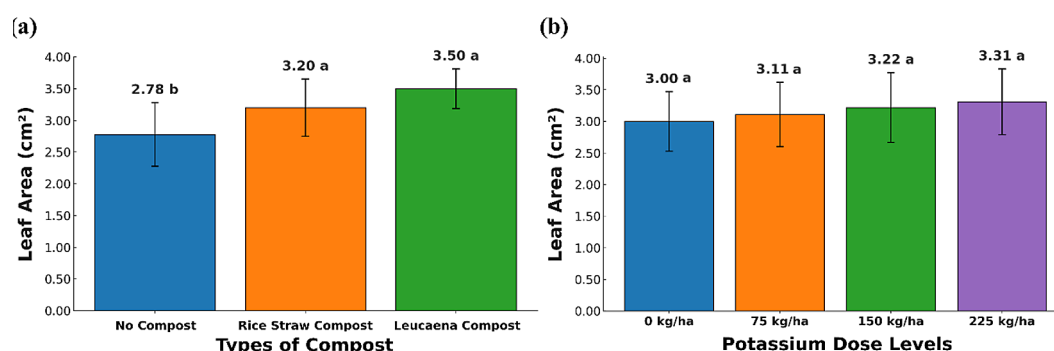 (a)
4.00
3.50
3.00
2.50
2.00
1.50
1.00
0.50
0.00
Leaf Area (cm²)
2.78 b
3.20 a
3.50 a
No Compost
Rice Straw Compost
Leucaena Compost
Types of Compost
(b)
4.00
3.50
3.00
2.50
2.00
1.50
1.00
0.50
0.00
Leaf Area (cm²)
3.00 a
3.11 a
3.22 a
3.31 a
0 kg/ha
75 kg/ha
150 kg/ha
225 kg/ha
Potassium Dose Levels